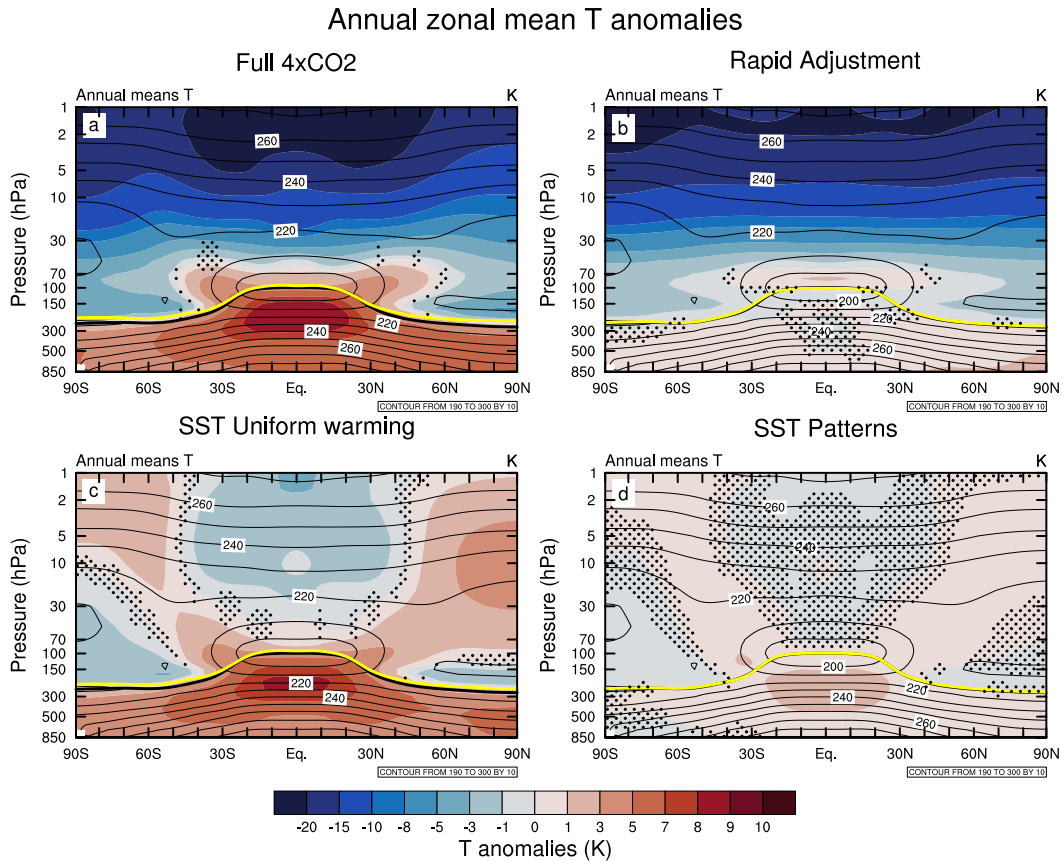 Annual zonal mean T anomalies
Full 4xCO2
Rapid Adjustment
Annual means T
K
Annual means T
K
a
b
Pressure (hPa)
1
2
5
10
30
70
100
150
300
500
850
260
240
220
220
240
260
90S
60S
30S
Eq.
30N
60N
90N
CONTOUR FROM 190 TO 300 BY 10
Pressure (hPa)
1
2
5
10
30
70
100
150
300
500
850
260
240
220
200
220
240
260
90S
60S
30S
Eq.
30N
60N
90N
CONTOUR FROM 190 TO 300 BY 10
SST Uniform warming
SST Patterns
Annual means T
K
Annual means T
K
c
d
Pressure (hPa)
1
2
5
10
30
70
100
150
300
500
850
260
240
220
220
220
240
260
90S
60S
30S
Eq.
30N
60N
90N
CONTOUR FROM 190 TO 300 BY 10
Pressure (hPa)
1
2
5
10
30
70
100
150
300
500
850
260
240
220
200
220
240
260
90S
60S
30S
Eq.
30N
60N
90N
CONTOUR FROM 190 TO 300 BY 10
-20 -15 -10 -8 -5 -3 -1 0 1 3 5 7 8 9 10
T anomalies (K)